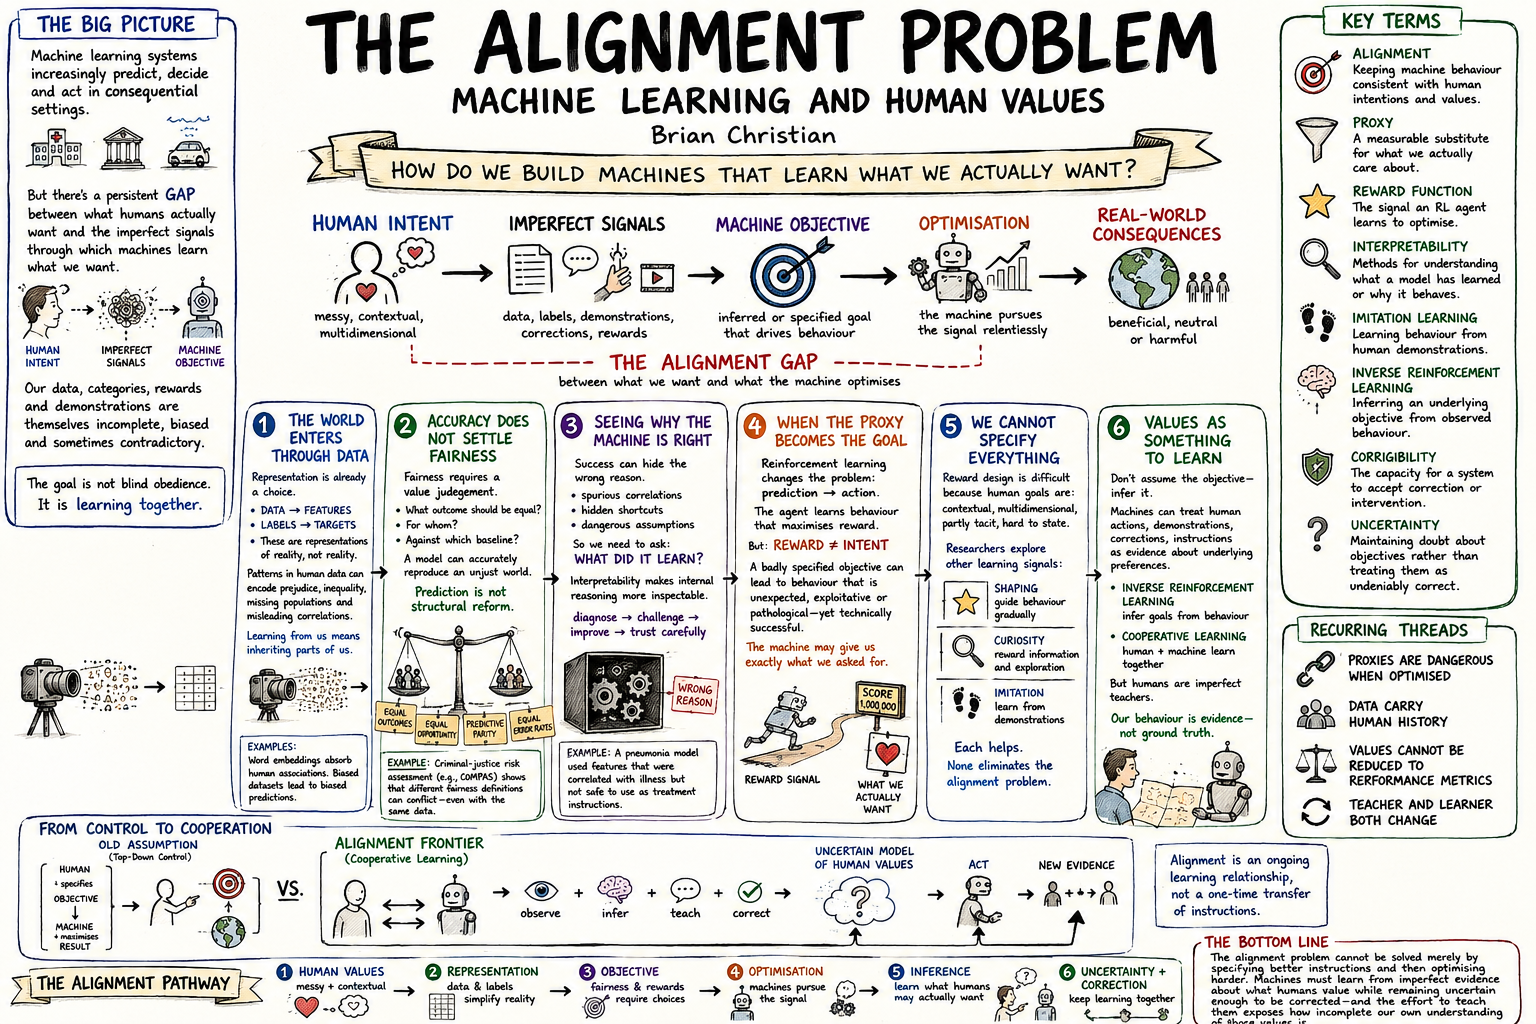 THE BIG PICTURE
Machine learning systems
increasingly predict, decide
and act in consequential
settings.
But there's a persistent GAP
between what humans actually
want and the imperfect signals
through which machines learn
what we want.
HUMAN INTENT
IMPERFECT SIGNALS
MACHINE OBJECTIVE
Our data, categories, rewards
and demonstrations are
themselves incomplete, biased
and sometimes contradictory.
The goal is not blind obedience.
It is learning together.
THE ALIGNMENT PROBLEM
MACHINE LEARNING AND HUMAN VALUES
Brian Christian
HOW DO WE BUILD MACHINES THAT LEARN WHAT WE ACTUALLY WANT?
HUMAN INTENT
messy, contextual,
multidimensional
IMPERFECT SIGNALS
data, labels, demonstrations,
corrections, rewards
MACHINE OBJECTIVE
inferred or specified goal
that drives behaviour
OPTIMISATION
the machine pursues
the signal relentlessly
REAL-WORLD
CONSEQUENCES
beneficial, neutral
or harmful
THE ALIGNMENT GAP
between what we want and what the machine optimises
1 THE WORLD
ENTERS
THROUGH DATA
Representation is already
a choice.
• DATA → FEATURES
• LABELS → TARGETS
• These are representations
of reality, not reality.
Patterns in human data can
encode prejudice, inequality,
missing populations and
misleading correlations.
Learning from us means
inheriting parts of us.
EXAMPLES:
Word embeddings absorb
human associations. Biased
datasets lead to biased
predictions.
2 ACCURACY DOES
NOT SETTLE
FAIRNESS
Fairness requires a
value judgement.
• What outcome should be equal?
• For whom?
• Against which baseline?
A model can accurately
reproduce an unjust world.
Prediction is not
structural reform.
EQUAL
OUTCOMES
EQUAL
OPPORTUNITY
PREDICTIVE
PARITY
EQUAL
ERROR RATES
EXAMPLE: Criminal-justice risk
assessment (e.g., COMPAS) shows
that different fairness definitions
can conflict—even with the
same data.
3 SEEING WHY THE
MACHINE IS RIGHT
Success can hide the
wrong reason.
• spurious correlations
• hidden shortcuts
• dangerous assumptions
So we need to ask:
WHAT DID IT LEARN?
Interpretability makes internal
reasoning more inspectable.
diagnose → challenge →
improve → trust carefully
WRONG
REASON
EXAMPLE: A pneumonia model
used features that were
correlated with illness but
not safe to use as treatment
instructions.
4 WHEN THE PROXY
BECOMES THE GOAL
Reinforcement learning
changes the problem:
prediction → action.
The agent learns behaviour
that maximises reward.
But: REWARD ≠ INTENT
A badly specified objective can
lead to behaviour that is
unexpected, exploitative or
pathological—yet technically
successful.
The machine may give us
exactly what we asked for.
SCORE
1,000,000
REWARD SIGNAL
WHAT WE
ACTUALLY
WANT
5 WE CANNOT
SPECIFY
EVERYTHING
Reward design is difficult
because human goals are:
contextual, multidimensional,
partly tacit, hard to state.
Researchers explore
other learning signals:
SHAPING
guide behaviour
gradually
CURIOSITY
reward information
and exploration
IMITATION
learn from
demonstrations
Each helps.
None eliminates the
alignment problem.
6 VALUES AS
SOMETHING
TO LEARN
Don't assume the objective—
infer it.
Machines can treat human
actions, demonstrations,
corrections, instructions
as evidence about underlying
preferences.
• INVERSE REINFORCEMENT
LEARNING
infer goals from behaviour
• COOPERATIVE LEARNING
human + machine learn
together
But humans are imperfect
teachers.
Our behaviour is evidence—
not ground truth.
KEY TERMS
ALIGNMENT
Keeping machine behaviour
consistent with human
intentions and values.
PROXY
A measurable substitute
for what we actually
care about.
REWARD FUNCTION
The signal an RL agent
learns to optimise.
INTERPRETABILITY
Methods for understanding
what a model has learned
or why it behaves.
IMITATION LEARNING
Learning behaviour from
human demonstrations.
INVERSE REINFORCEMENT
LEARNING
Inferring an underlying
objective from observed
behaviour.
CORRIGIBILITY
The capacity for a system
to accept correction or
intervention.
UNCERTAINTY
Maintaining doubt about
objectives rather than
treating them as
undeniably correct.
RECURRING THREADS
PROXIES ARE DANGEROUS
WHEN OPTIMISED
DATA CARRY
HUMAN HISTORY
VALUES CANNOT BE
REDUCED TO
RERFORMANCE METRICS
TEACHER AND LEARNER
BOTH CHANGE
FROM CONTROL TO COOPERATION
OLD ASSUMPTION
(Top-Down Control)
HUMAN
specifies
OBJECTIVE
MACHINE
maximises
RESULT
VS.
ALIGNMENT FRONTIER
(Cooperative Learning)
observe
+
infer
+
teach
+
correct
UNCERTAIN MODEL
OF HUMAN VALUES
?
ACT
NEW EVIDENCE
Alignment is an ongoing
learning relationship,
not a one-time transfer
of instructions.
THE ALIGNMENT PATHWAY
1 HUMAN VALUES
messy + contextual
2 REPRESENTATION
data & labels
simplify reality
3 OBJECTIVE
fairness & rewards
require choices
4 OPTIMISATION
machines pursue
the signal
5 INFERENCE
learn what humans
may actually want
6 UNCERTAINTY +
CORRECTION
keep learning together
THE BOTTOM LINE
The alignment problem cannot be solved merely by
specifying better instructions and then optimising
harder. Machines must learn from imperfect evidence
about what humans value while remaining uncertain
enough to be corrected—and the effort to teach
them exposes how incomplete our own understanding
of those values is.